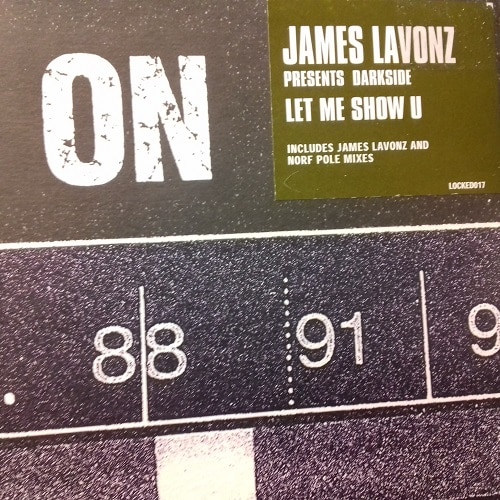 ON
JAMES LAVONZ
PRESENTS DARKSIDE
LET ME SHOW U
INCLUDES JAMES LAVONZ AND
NORF POLE MIXES
LOCKED017
88 91 9